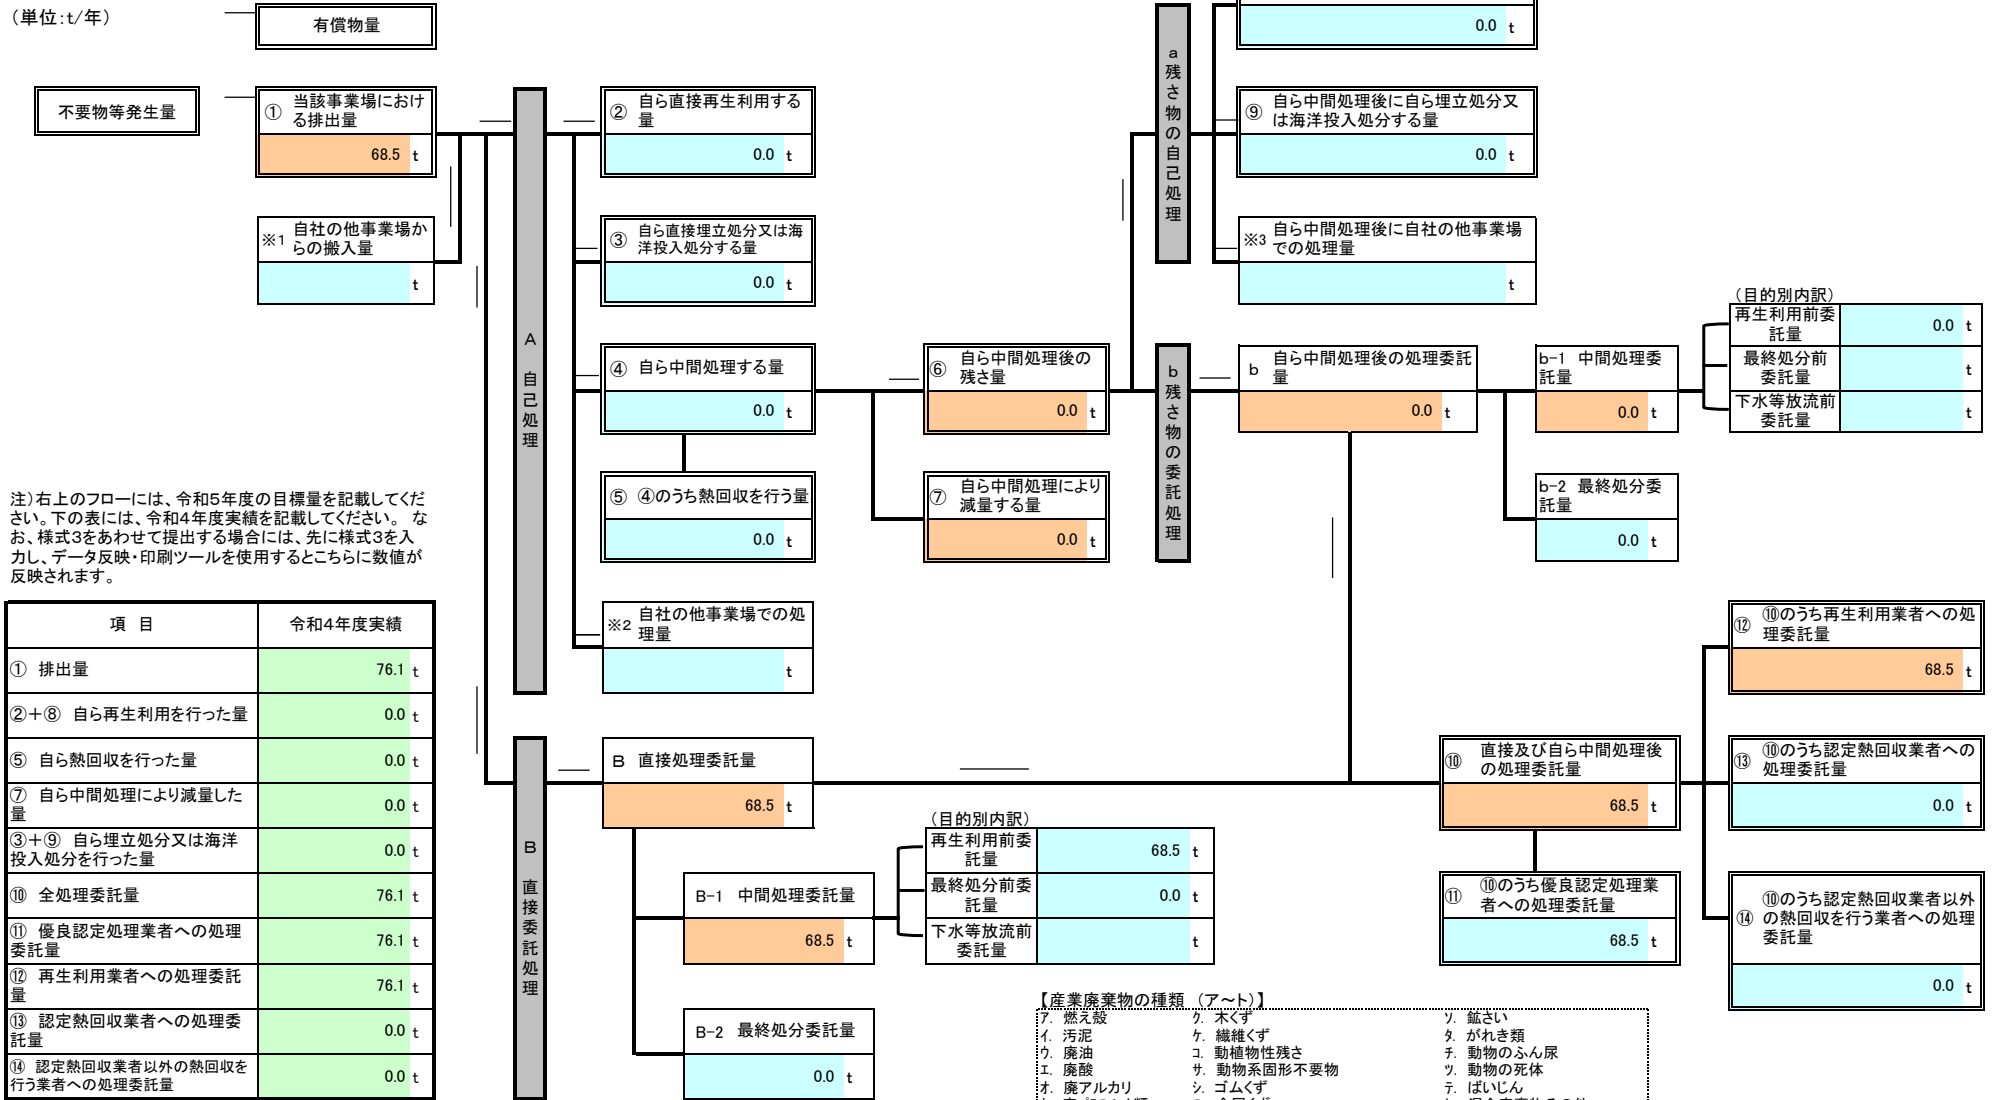 （単位:t/年）
有償物量
0.0 t
不要物等発生量
① 当該事業場におけ
る排出量
68.5 t
※1 自社の他事業場か
らの搬入量
t
A 自己処理
② 自ら直接再生利用する
量
0.0 t
③ 自ら直接埋立処分又は海
洋投入処分する量
0.0 t
④ 自ら中間処理する量
0.0 t
⑤ ④のうち熱回収を行う量
0.0 t
※2 自社の他事業場での処
理量
t
⑥ 自ら中間処理後の
残さ量
0.0 t
⑦ 自ら中間処理により
減量する量
0.0 t
a 残さ物の自己処理
⑨ 自ら中間処理後に自ら埋立処分又
は海洋投入処分する量
0.0 t
※3 自ら中間処理後に自社の他事業場
での処理量
t
b 残さ物の委託処理
b 自ら中間処理後の処理委託
量
0.0 t
b-1 中間処理委
託量
0.0 t
（目的別内訳）
再生利用前委
託量
0.0 t
最終処分前
委託量
t
下水等放流前
委託量
t
b-2 最終処分委
託量
0.0 t
注）右上のフローには、令和5年度の目標量を記載してくだ
さい。下の表には、令和4年度実績を記載してください。 な
お、様式3をあわせて提出する場合には、先に様式3を入
力し、データ反映・印刷ツールを使用するとこちらに数値が
反映されます。
項 目 令和4年度実績
① 排出量 76.1 t
②＋⑧ 自ら再生利用を行った量 0.0 t
⑤ 自ら熱回収を行った量 0.0 t
⑦ 自ら中間処理により減量した
量 0.0 t
③＋⑨ 自ら埋立処分又は海洋
投入処分を行った量 0.0 t
⑩ 全処理委託量 76.1 t
⑪ 優良認定処理業者への処理
委託量 76.1 t
⑫ 再生利用業者への処理委託
量 76.1 t
⑬ 認定熱回収業者への処理委
託量 0.0 t
⑭ 認定熱回収業者以外の熱回収を
行う業者への処理委託量 0.0 t
B 直接委託処理
B 直接処理委託量
68.5 t
B-1 中間処理委託量
68.5 t
（目的別内訳）
再生利用前委
託量
68.5 t
最終処分前委
託量
0.0 t
下水等放流前
委託量
t
B-2 最終処分委託量
0.0 t
⑩ 直接及び自ら中間処理後
の処理委託量
68.5 t
⑪ ⑩のうち優良認定処理業
者への処理委託量
68.5 t
⑫ ⑩のうち再生利用業者への処
理委託量
68.5 t
⑬ ⑩のうち認定熱回収業者への
処理委託量
0.0 t
⑭ ⑩のうち認定熱回収業者以外
の熱回収を行う業者への処理
委託量
0.0 t
【産業廃棄物の種類 （ア～ト）】
ア. 燃え殻 ク. 木くず ソ. 鉱さい
イ. 汚泥 ケ. 繊維くず タ. がれき類
ウ. 廃油 コ. 動植物性残さ チ. 動物のふん尿
エ. 廃酸 サ. 動物系固形不要物 ツ. 動物の死体
オ. 廃アルカリ シ. ゴムくず テ. ばいじん